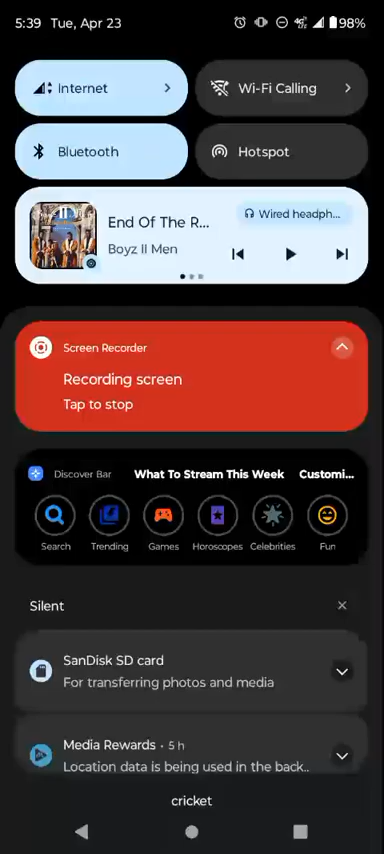 5:39 Tue, Apr 23 98%
Internet Wi-Fi Calling
Bluetooth Hotspot
End Of The R... Wired headph...
Boyz II Men
Screen Recorder
Recording screen
Tap to stop
Discover Bar What To Stream This Week Customi...
Search Trending Games Horoscopes Celebrities Fun
Silent
SanDisk SD card
For transferring photos and media
Media Rewards • 5 h
Location data is being used in the back..
cricket